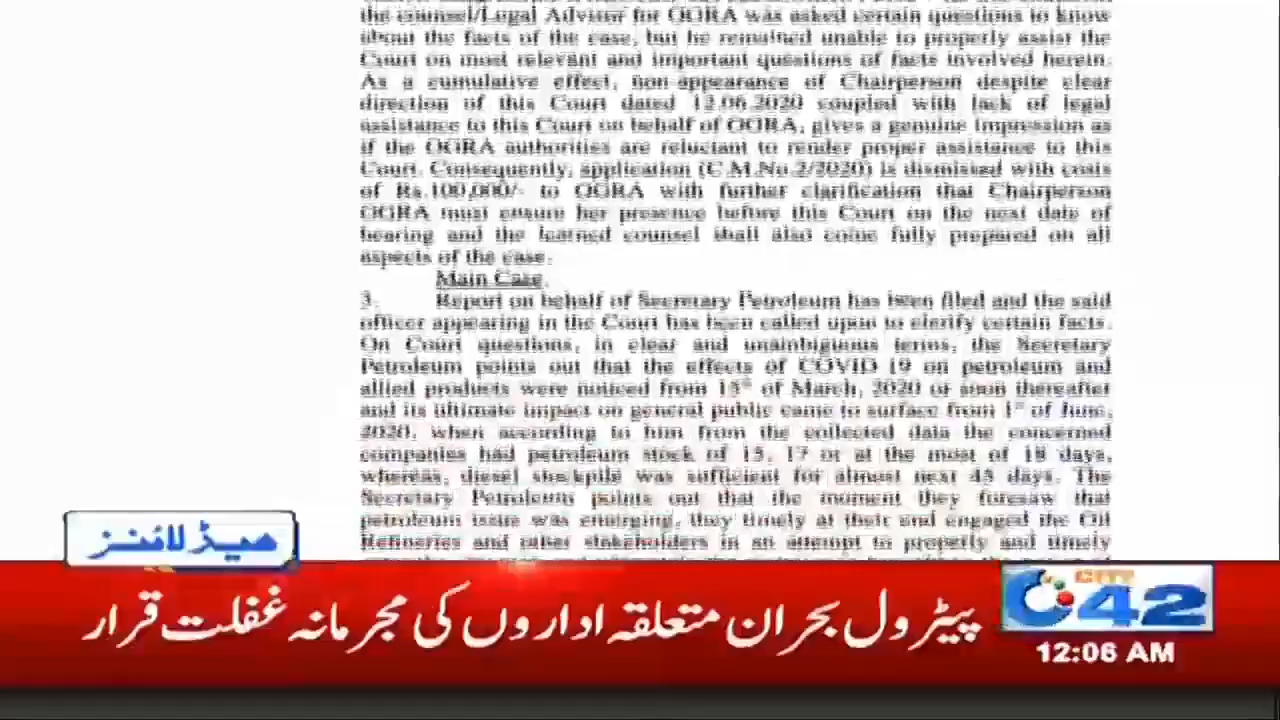 the counsel/Legal Advisor for OGRA was asked certain questions to know
about the facts of the case, but he remained unable to properly assist the
Court on most relevant and important questions of facts involved herein.
As a cumulative effect, non-appearance of Chairperson despite clear
direction of this Court dated 12.06.2020 coupled with lack of legal
assistance to this Court on behalf of OGRA, gives a genuine impression as
if the OGRA authorities are reluctant to render proper assistance to this
Court. Consequently, application (C.M.No.2/2020) is dismissed with costs
of Rs.100,000/- to OGRA with further clarification that Chairperson
OGRA must ensure her presence before this Court on the next date of
hearing and the learned counsel shall also come fully prepared on all
aspects of the case.
Main Case.
3. Report on behalf of Secretary Petroleum has been filed and the said
officer appearing in the Court has been called upon to clarify certain facts.
On Court questions, in clear and unambiguous terms, the Secretary
Petroleum points out that the effects of COVID 19 on petroleum and
allied products were noticed from 15th of March, 2020 or soon thereafter
and its ultimate impact on general public came to surface from 1st of June,
2020, when according to him from the collected data the concerned
companies had petroleum stock of 15, 17 or at the most of 18 days,
whereas, diesel stockpile was sufficient for almost next 45 days. The
Secretary Petroleum points out that the moment they foresaw that
petroleum issue was emerging, they timely at their end engaged the Oil
Refineries and other stakeholders in an attempt to properly and timely
ہیڈ لائنز
پیٹرول بحران متعلقہ اداروں کی مجرمانہ غفلت قرار
CITY
42
12:06 AM